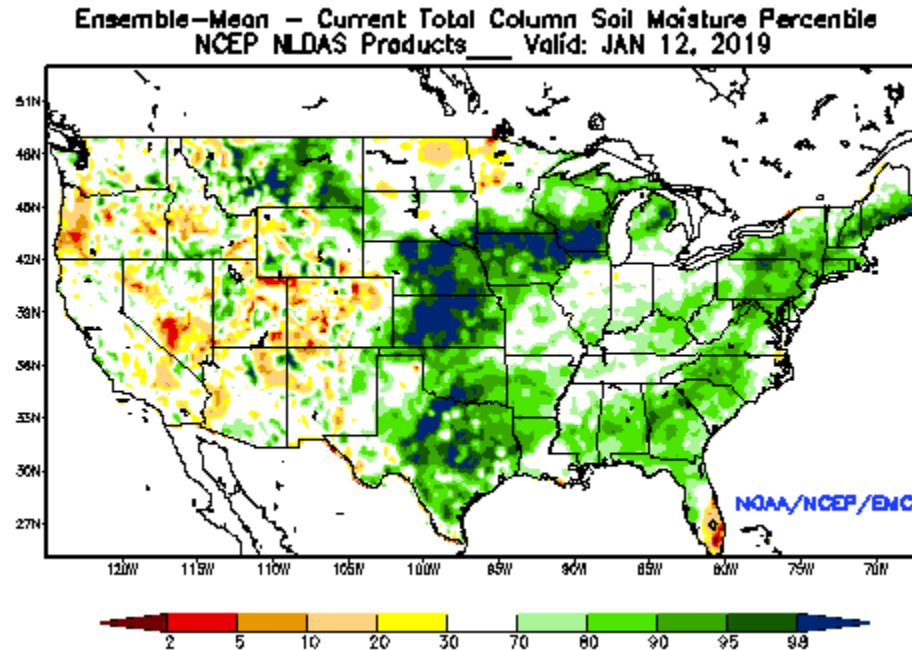 Ensemble-Mean - Current Total Column Soil Moisture Percentile
NCEP NLDAS Products___ Valid: JAN 12, 2019
51N
48N
45N
42N
39N
36N
33N
30N
27N
NOAA/NCEP/EMC
120W 115W 110W 105W 100W 95W 90W 85W 80W 75W 70W
2 5 10 20 30 70 80 90 95 98